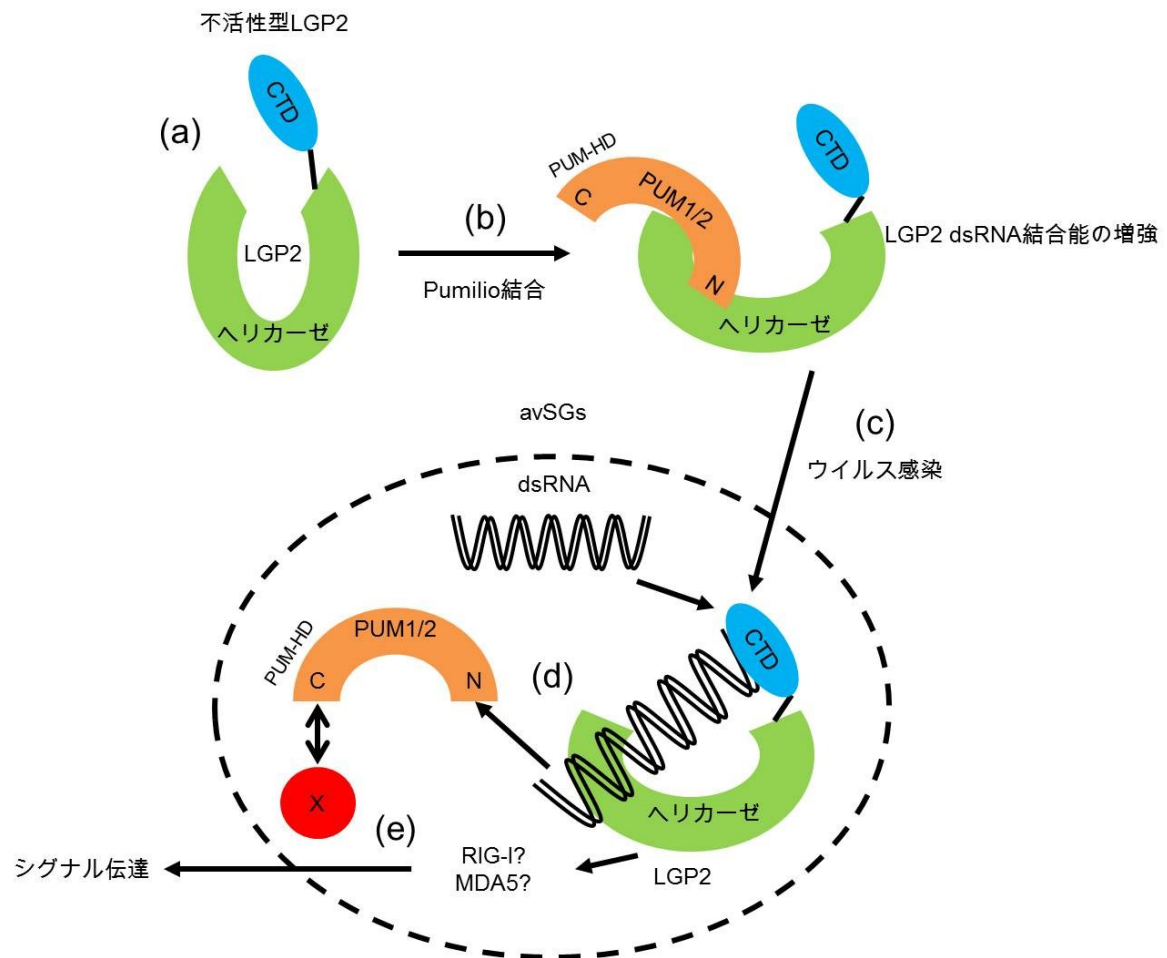 不活性型LGP2
CTD
(a)
LGP2
ヘリカーゼ
(b)
Pumilio結合
PUM-HD
C
PUM1/2
N
CTD
LGP2 dsRNA結合能の増強
ヘリカーゼ
(c)
ウイルス感染
avSGs
dsRNA
PUM-HD
PUM1/2
C
N
(d)
CTD
ヘリカーゼ
LGP2
X
(e)
RIG-I?
MDA5?
シグナル伝達